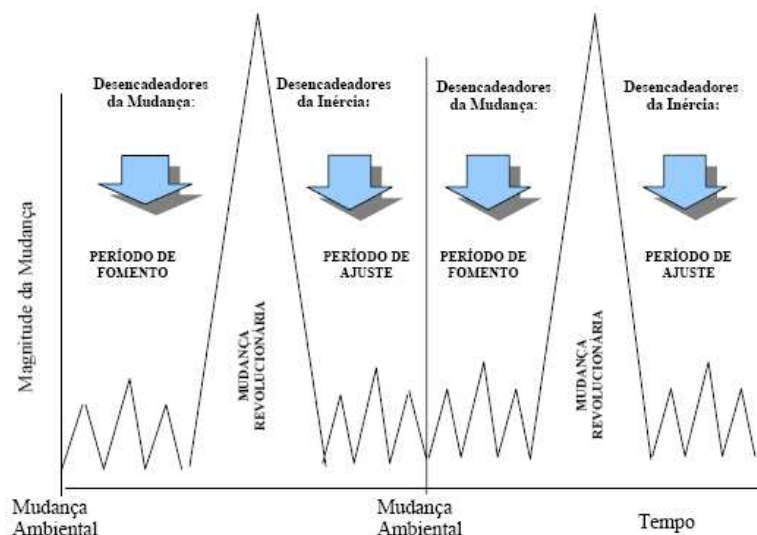 Desencadeadores
da Mudança:
Desencadeadores
da Inércia:
Desencadeadores
da Mudança:
Desencadeadores
da Inércia:
Magnitude da Mudança
PERÍODO DE
FOMENTO
MUDANÇA
REVOLUCIONÁRIA
PERÍODO DE
AJUSTE
PERÍODO DE
FOMENTO
MUDANÇA
REVOLUCIONÁRIA
PERÍODO DE
AJUSTE
Mudança
Ambiental
Mudança
Ambiental
Tempo